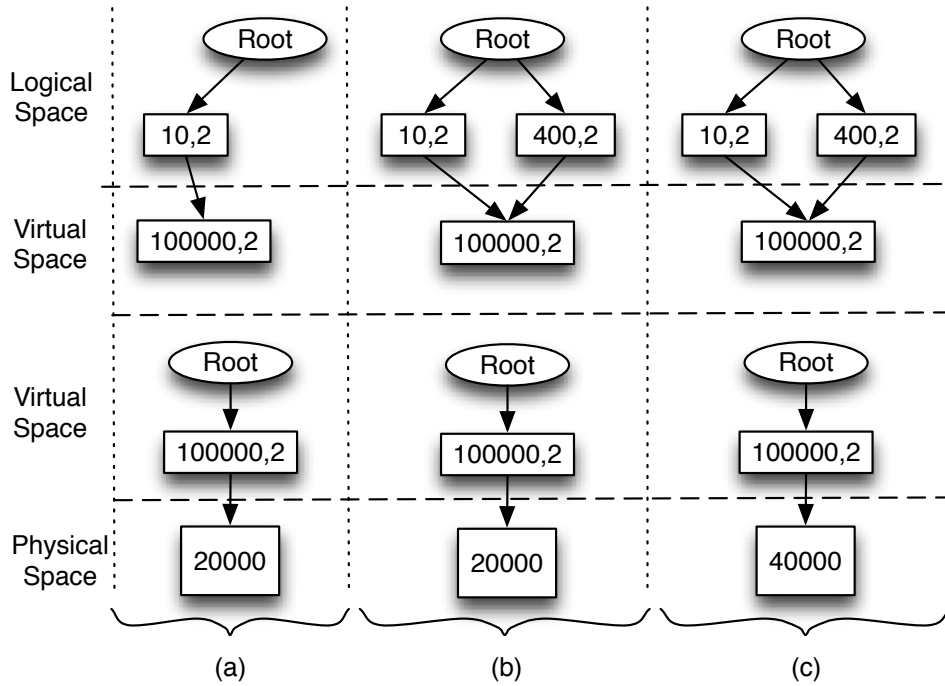 Root
Root
Root
Logical
Space
10,2
10,2
400,2
10,2
400,2
Virtual
Space
100000,2
100000,2
100000,2
Root
Root
Root
Virtual
Space
100000,2
100000,2
100000,2
Physical
Space
20000
20000
40000
(a)
(b)
(c)